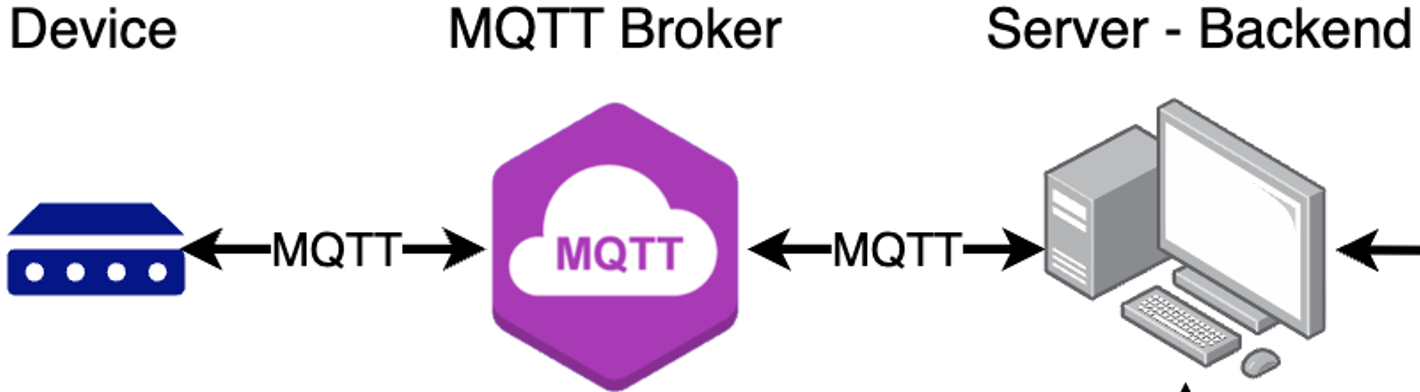 Device
MQTT Broker
Server - Backend
MQTT
MQTT
MQTT